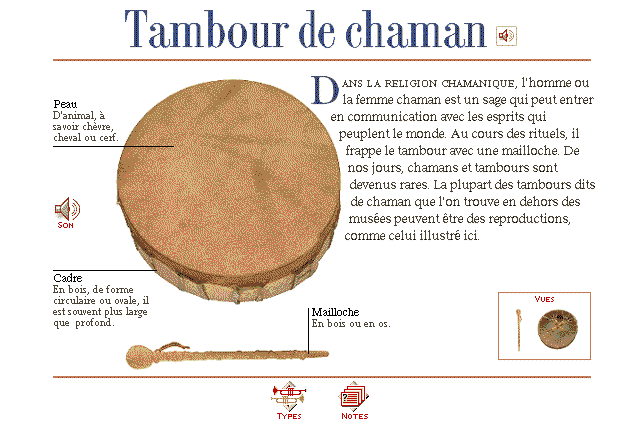 Tambour de chaman
DANS LA RELIGION CHAMANIQUE, l'homme ou
la femme chaman est un sage qui peut entrer
en communication avec les esprits qui
peuplent le monde. Au cours des rituels, il
frappe le tambour avec une mailloche. De
nos jours, chamans et tambours sont
devenus rares. La plupart des tambours dits
de chaman que l'on trouve en dehors des
musées peuvent être des reproductions,
comme celui illustré ici.
Peau
D'animal, à
savoir chèvre,
cheval ou cerf.
SON
Cadre
En bois, de forme
circulaire ou ovale, il
est souvent plus large
que profond.
Mailloche
En bois ou en os.
VUES
TYPES
NOTES